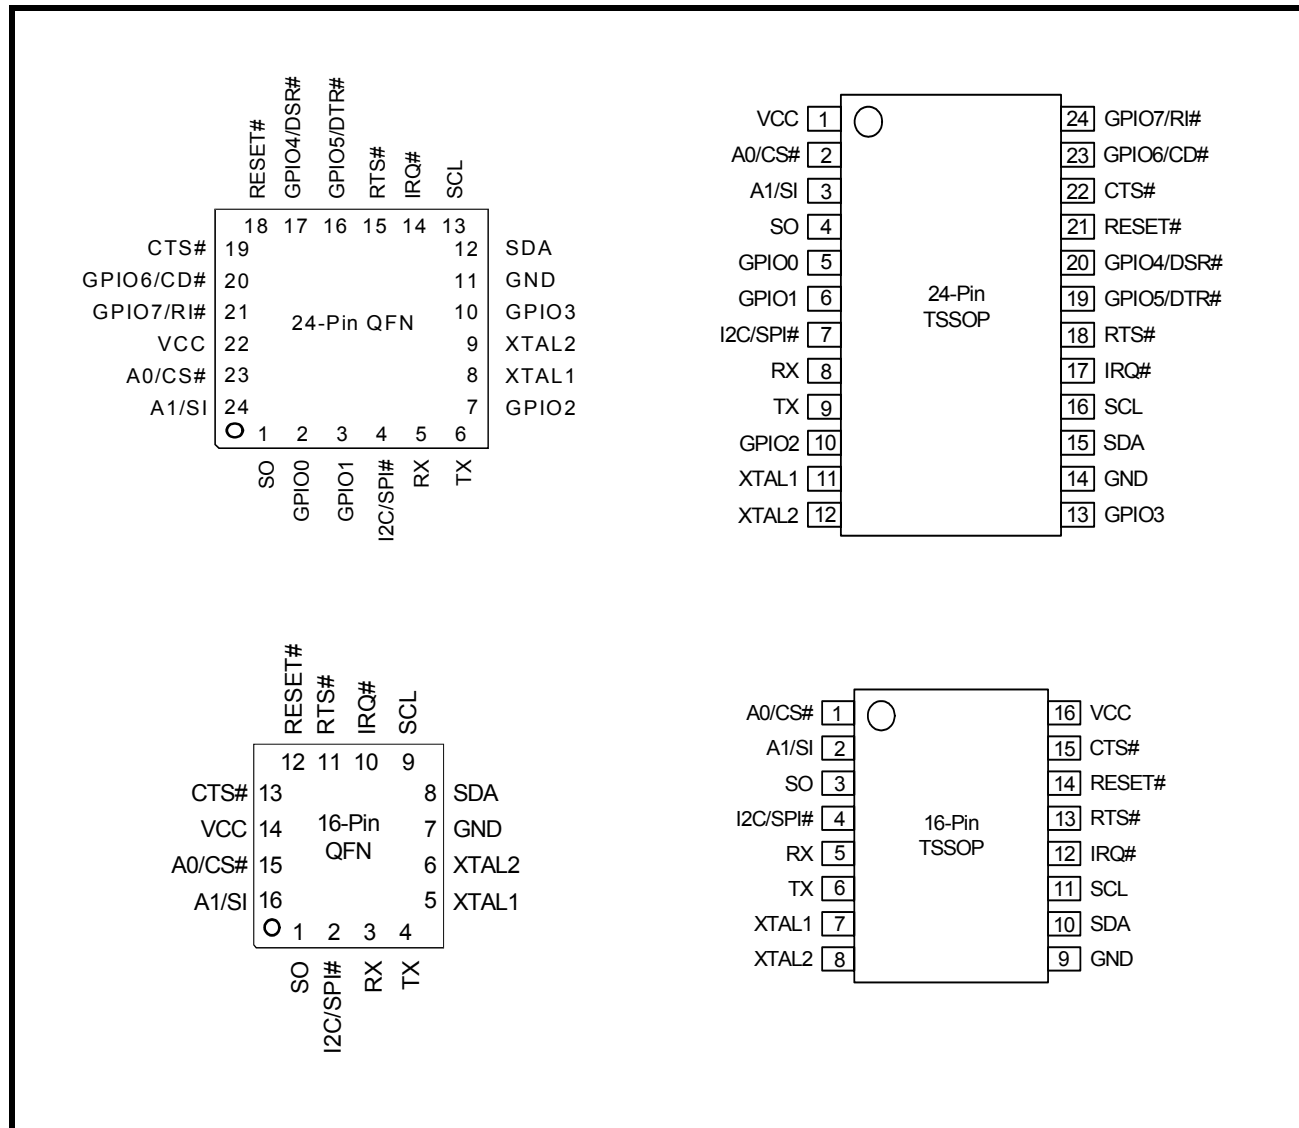 RESET#
GPIO4/DSR#
GPIO5/DTR#
RTS#
IRQ#
SCL
18 17 16 15 14 13
CTS# 19 12 SDA
GPIO6/CD# 20 11 GND
GPIO7/RI# 21 10 GPIO3
24-Pin QFN
VCC 22 9 XTAL2
A0/CS# 23 8 XTAL1
A1/SI 24 7 GPIO2
1 2 3 4 5 6
SO
GPIO0
GPIO1
I2C/SPI#
RX
TX
VCC 1 24 GPIO7/RI#
A0/CS# 2 23 GPIO6/CD#
A1/SI 3 22 CTS#
SO 4 21 RESET#
GPIO0 5 20 GPIO4/DSR#
GPIO1 6 19 GPIO5/DTR#
24-Pin
TSSOP
I2C/SPI# 7 18 RTS#
RX 8 17 IRQ#
TX 9 16 SCL
GPIO2 10 15 SDA
XTAL1 11 14 GND
XTAL2 12 13 GPIO3
RESET#
RTS#
IRQ#
SCL
12 11 10 9
CTS# 13 8 SDA
VCC 14 7 GND
16-Pin
QFN
A0/CS# 15 6 XTAL2
A1/SI 16 5 XTAL1
1 2 3 4
SO
I2C/SPI#
RX
TX
A0/CS# 1 16 VCC
A1/SI 2 15 CTS#
SO 3 14 RESET#
I2C/SPI# 4 13 RTS#
16-Pin
TSSOP
RX 5 12 IRQ#
TX 6 11 SCL
XTAL1 7 10 SDA
XTAL2 8 9 GND